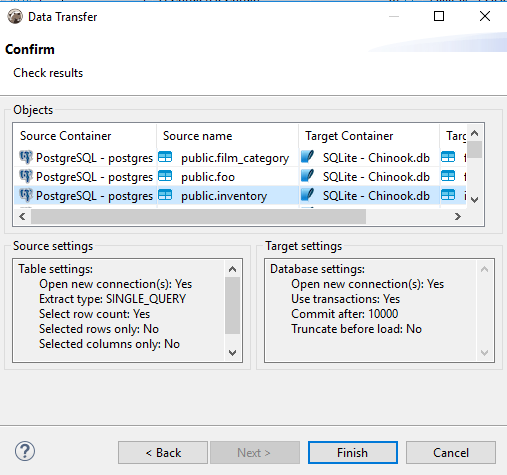 Data Transfer
Confirm
Check results
Objects
Source Container Source name Target Container Targ
PostgreSQL - postgres public.film_category SQLite - Chinook.db
PostgreSQL - postgres public.foo SQLite - Chinook.db
PostgreSQL - postgres public.inventory SQLite - Chinook.db
Source settings
Table settings:
Open new connection(s): Yes
Extract type: SINGLE_QUERY
Select row count: Yes
Selected rows only: No
Selected columns only: No
Target settings
Database settings:
Open new connection(s): Yes
Use transactions: Yes
Commit after: 10000
Truncate before load: No
?
< Back Next > Finish Cancel